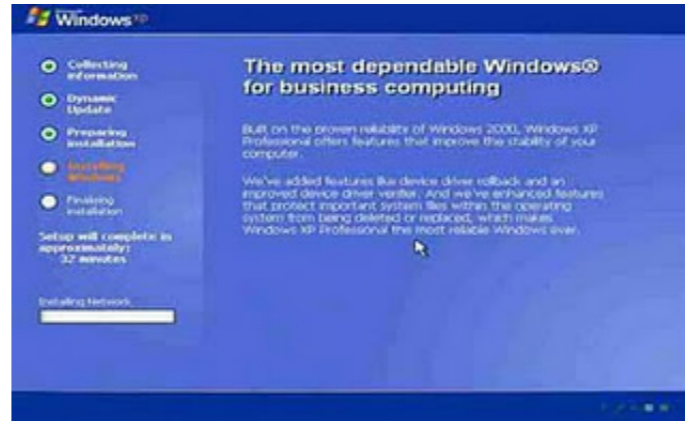 Windows xp
Collecting
information
Dynamic
Update
Preparing
installation
Installing
Windows
Finalizing
installation
Setup will complete in
approximately:
32 minutes
Installing Network
The most dependable Windows®
for business computing
Built on the proven reliability of Windows 2000, Windows XP
Professional offers features that improve the stability of your
computer.
We've added features like device driver rollback and an
improved device driver verifier. And we've enhanced features
that protect important system files within the operating
system from being deleted or replaced, which makes
Windows XP Professional the most reliable Windows ever.